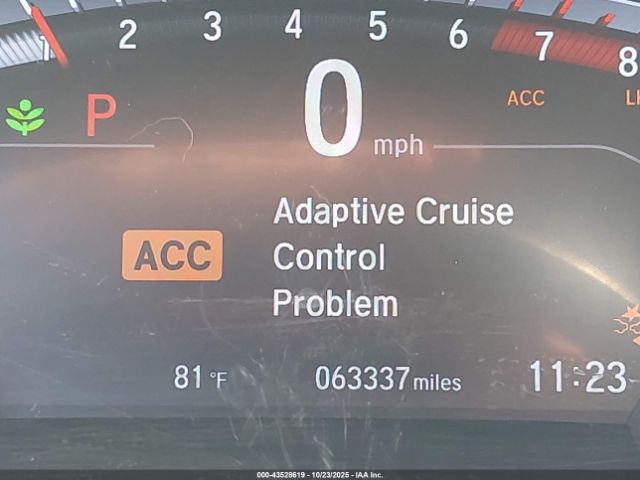 1 2 3 4 5 6 7 8
P 0 mph ACC
Adaptive Cruise
ACC Control
Problem
81 °F 063337 miles 11:23
000-43528619 - 10/23/2025 - IAA Inc.